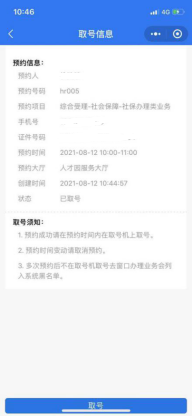 10:46
4G
取号信息
预约信息:
预约人
预约号码 hr005
预约项目 综合受理-社会保障-社保办理类业务
手机号
证件号码
预约时间 2021-08-12 10:00-11:00
预约大厅 人才园服务大厅
创建时间 2021-08-12 10:44:57
状态 已取号
取号须知:
1. 预约成功请在预约时间内在取号机上取号。
2. 预约时间变动请取消预约。
3. 多次预约后不在取号机取号去窗口办理业务会列
入系统黑名单。
取号